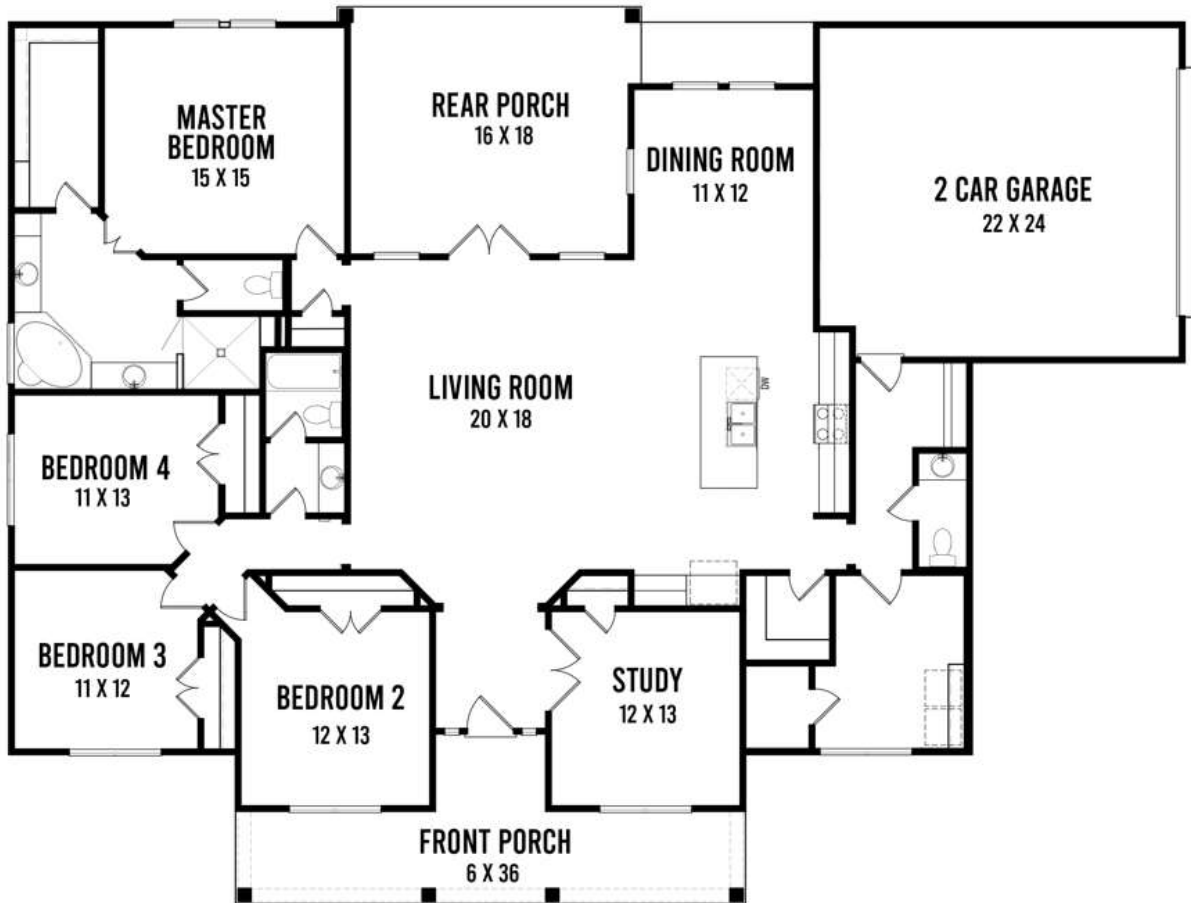 MASTER
BEDROOM
15 X 15
REAR PORCH
16 X 18
DINING ROOM
11 X 12
2 CAR GARAGE
22 X 24
LIVING ROOM
20 X 18
DW
BEDROOM 4
11 X 13
BEDROOM 3
11 X 12
BEDROOM 2
12 X 13
STUDY
12 X 13
FRONT PORCH
6 X 36